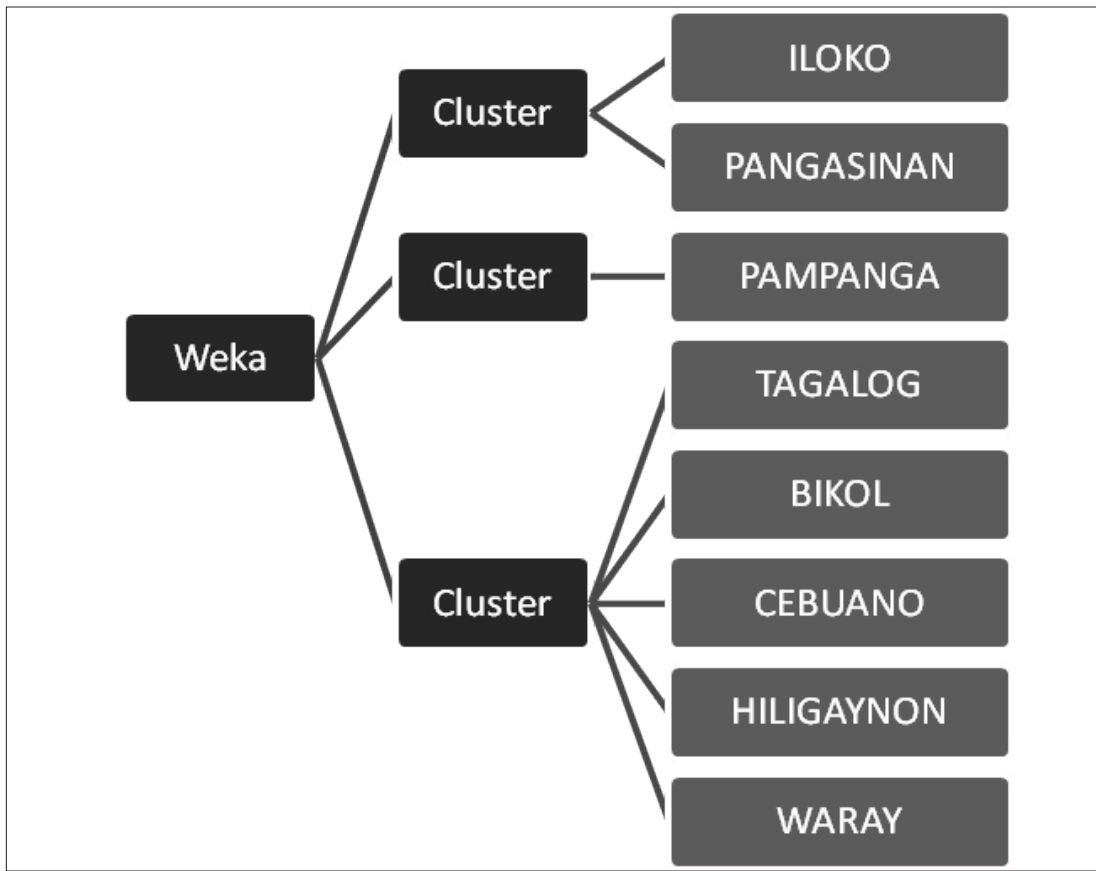 Weka
Cluster
ILOKO
PANGASINAN
Cluster
PAMPANGA
Cluster
TAGALOG
BIKOL
CEBUANO
HILIGAYNON
WARAY